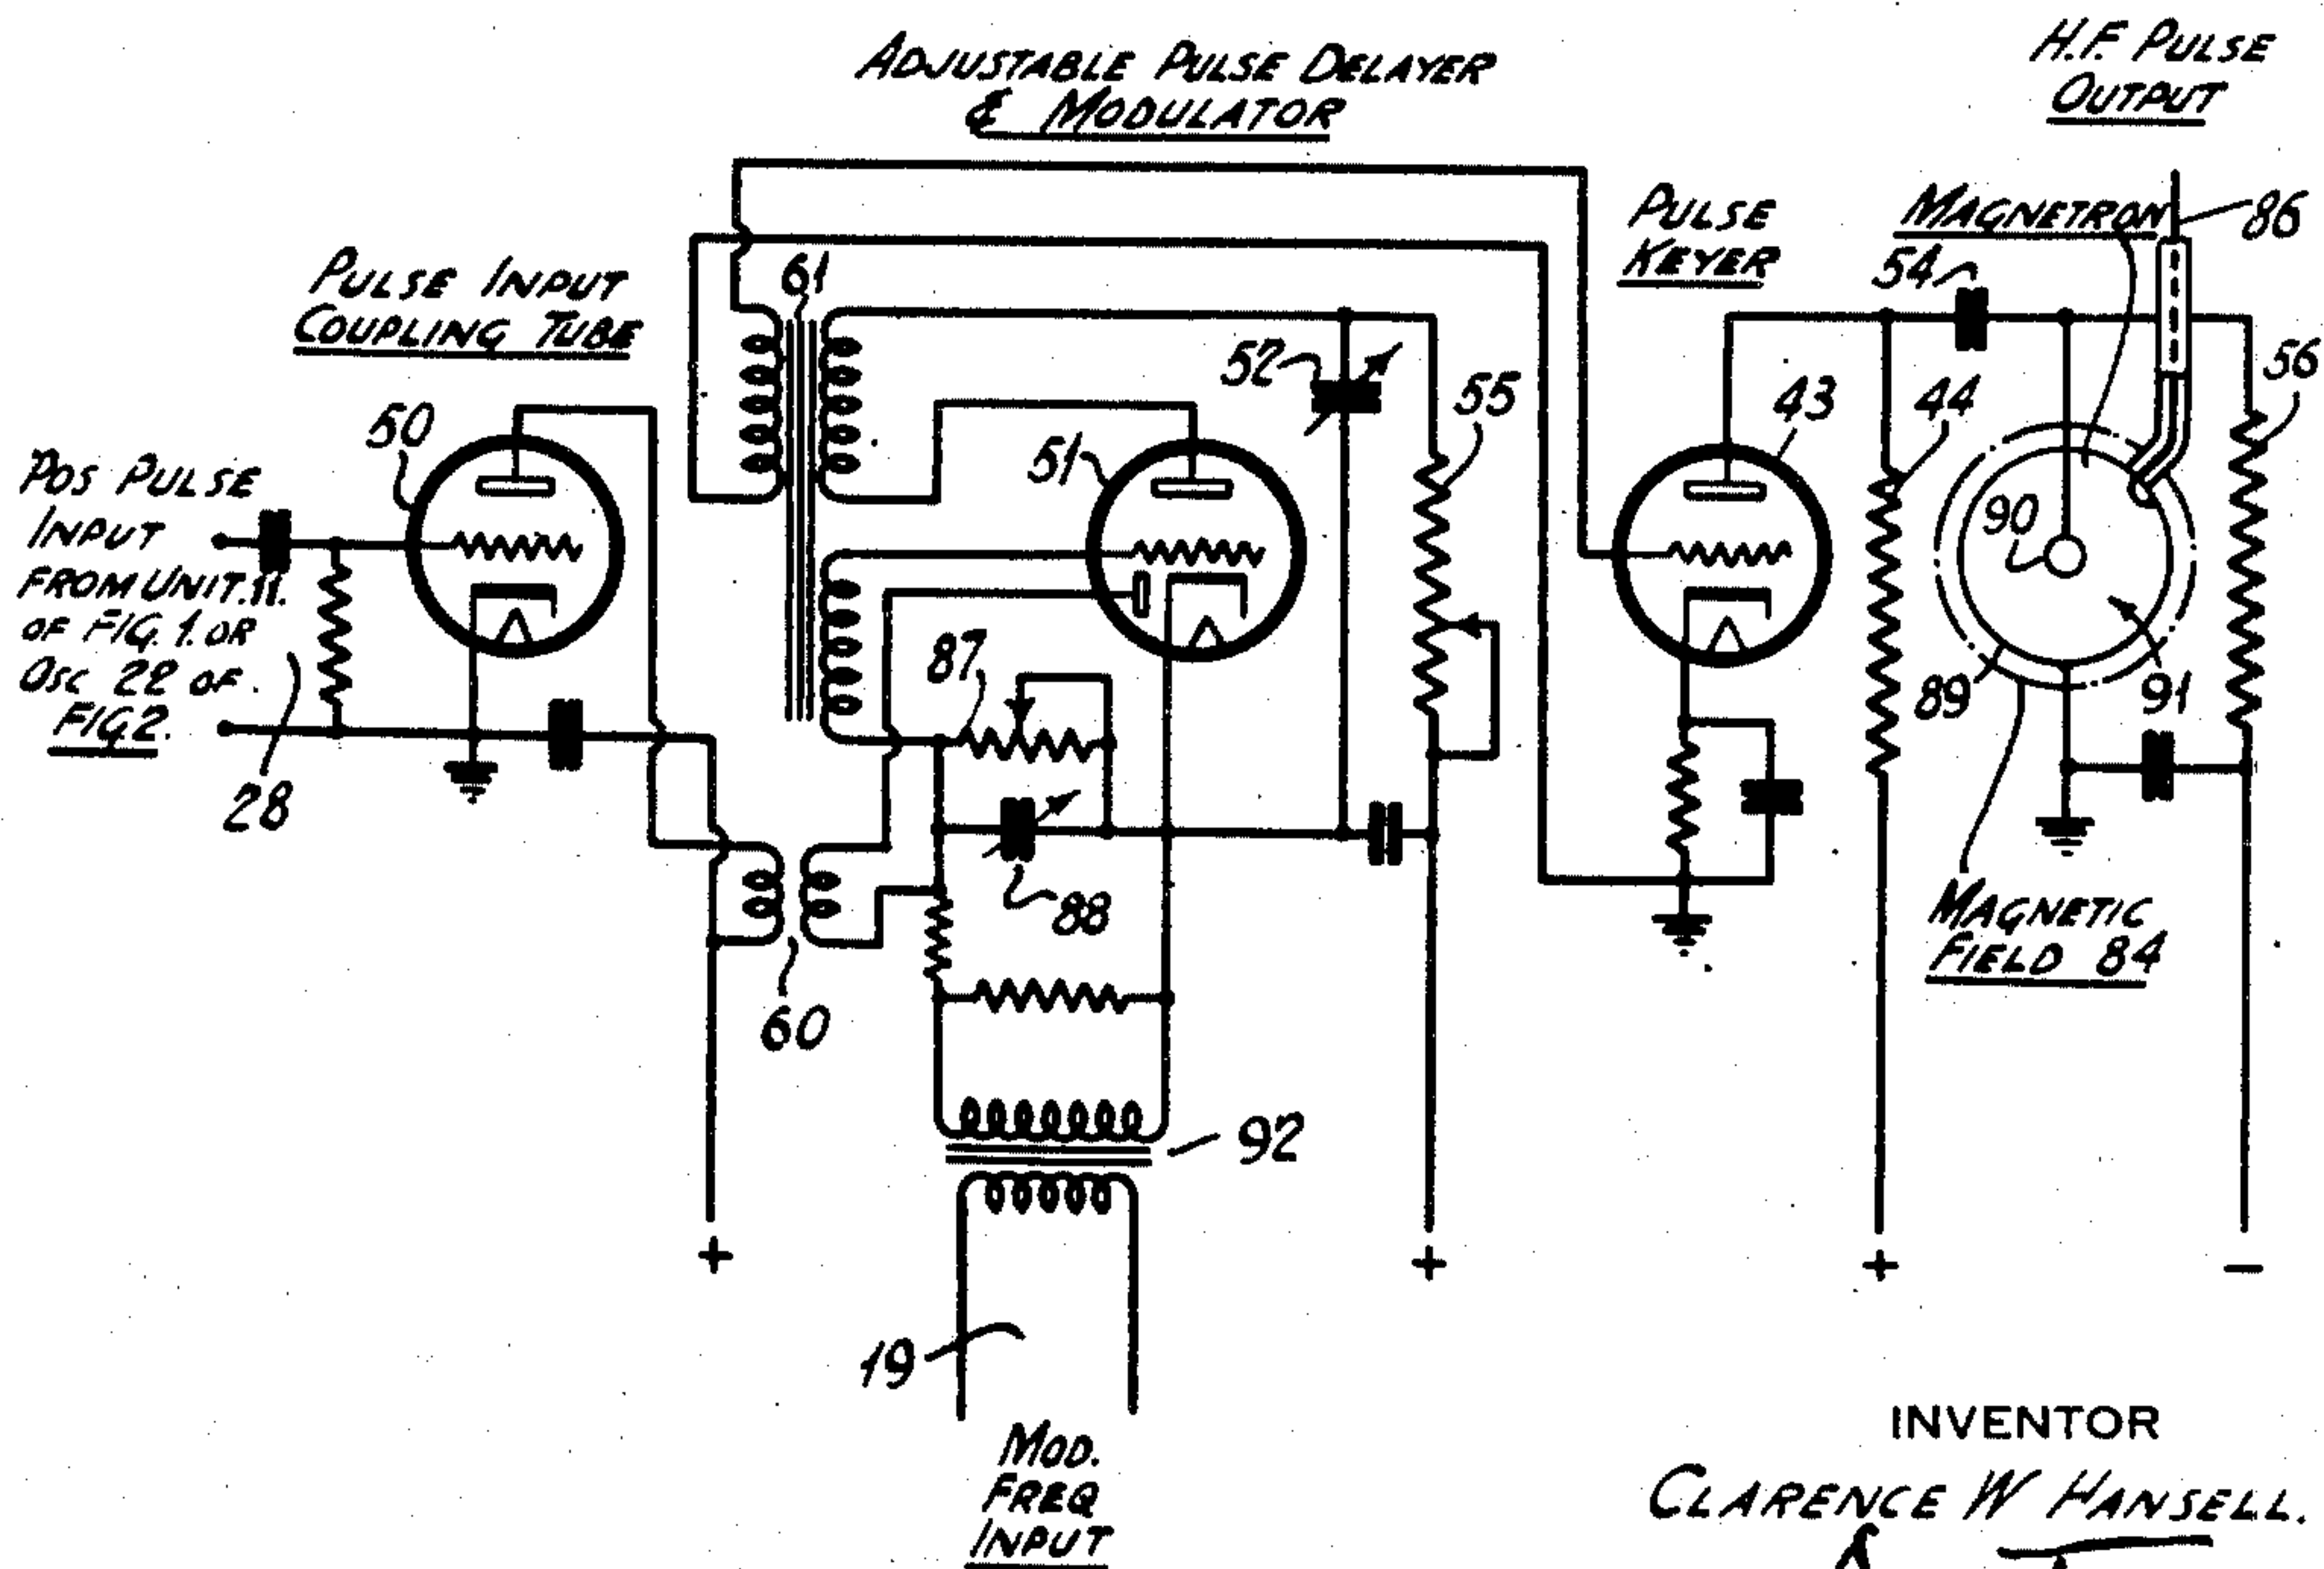 ADJUSTABLE PULSE DELAYER
& MODULATOR
H.F. PULSE
OUTPUT
PULSE INPUT
COUPLING TUBE
61
PULSE
KEYER
MAGNETRON
86
54
52
55
56
50
51
43
44
POS PULSE
INPUT
FROM UNIT. 11.
OF FIG. 1. OR
OSC 22 OF.
FIG. 2.
28
90
87
89
91
88
MAGNETIC
FIELD 84
60
92
+
+
+
−
19
MOD.
FREQ
INPUT
INVENTOR
CLARENCE W HANSELL.